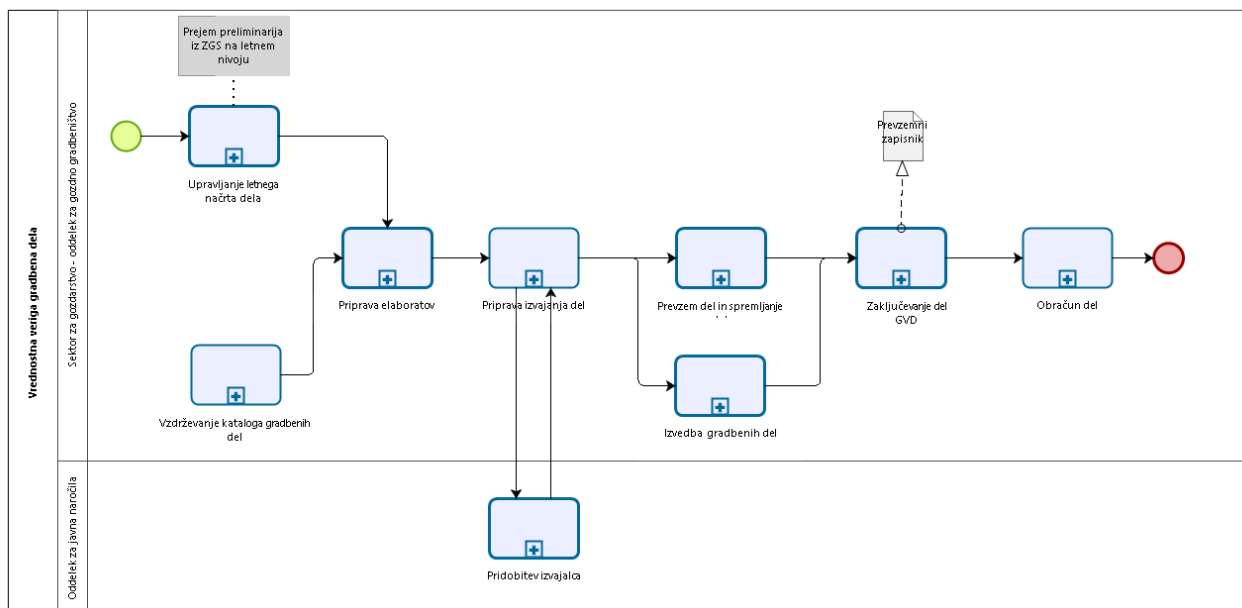 Vrednostna veriga gradbena dela
Sektor za gozdarstvo - oddelek za gozdno gradbeništvo
Prejem preliminarija
iz ZGS na letnem
nivoju
Upravljanje letnega
načrta dela
Prevzemni
zapisnik
Priprava elaboratov
Priprava izvajanja del
Prevzem del in spremljanje
Zaključevanje del
GVD
Obračun del
Vzdrževanje kataloga gradbenih
del
Izvedba gradbenih del
Oddelek za javna naročila
Pridobitev izvajalca